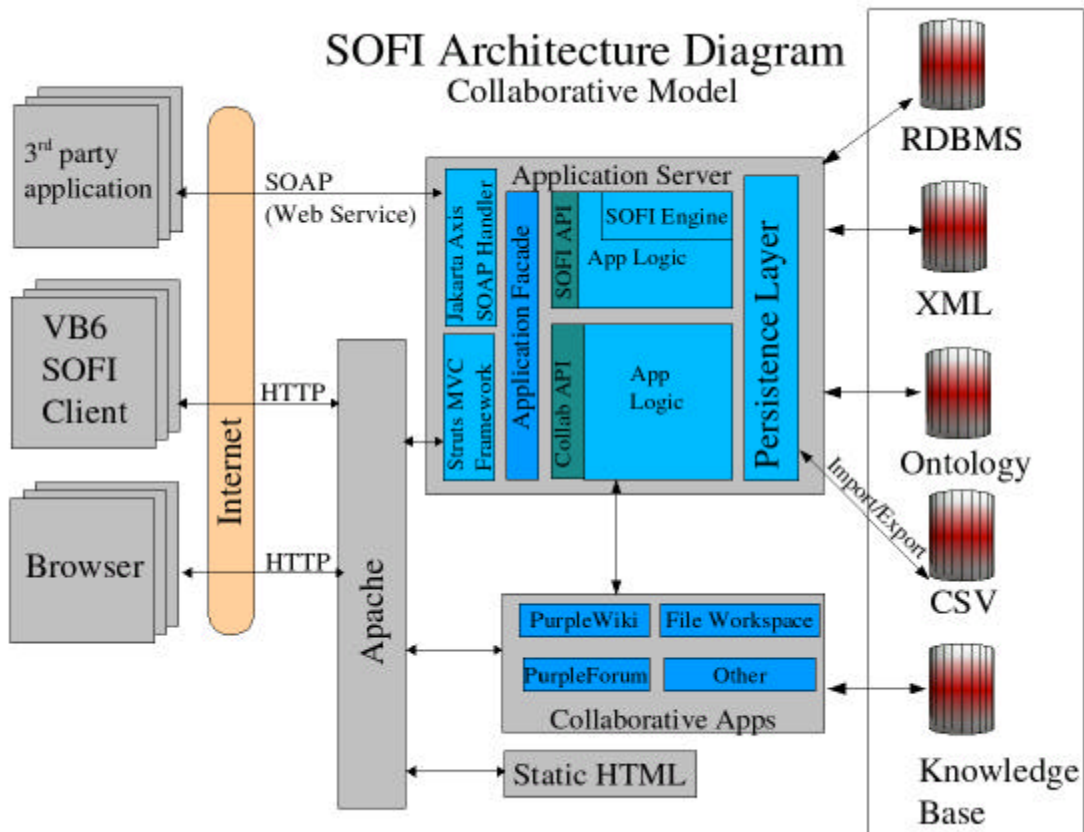 SOFI Architecture Diagram
Collaborative Model
3rd party
application
VB6
SOFI
Client
Browser
Internet
SOAP
(Web Service)
HTTP
HTTP
Apache
Application Server
Jakarta Axis
SOAP Handler
Struts MVC
Framework
Application Facade
SOFI API
SOFI Engine
App Logic
Collab API
App
Logic
Persistence Layer
PurpleWiki
File Workspace
PurpleForum
Other
Collaborative Apps
Static HTML
RDBMS
XML
Ontology
Import/Export
CSV
Knowledge
Base